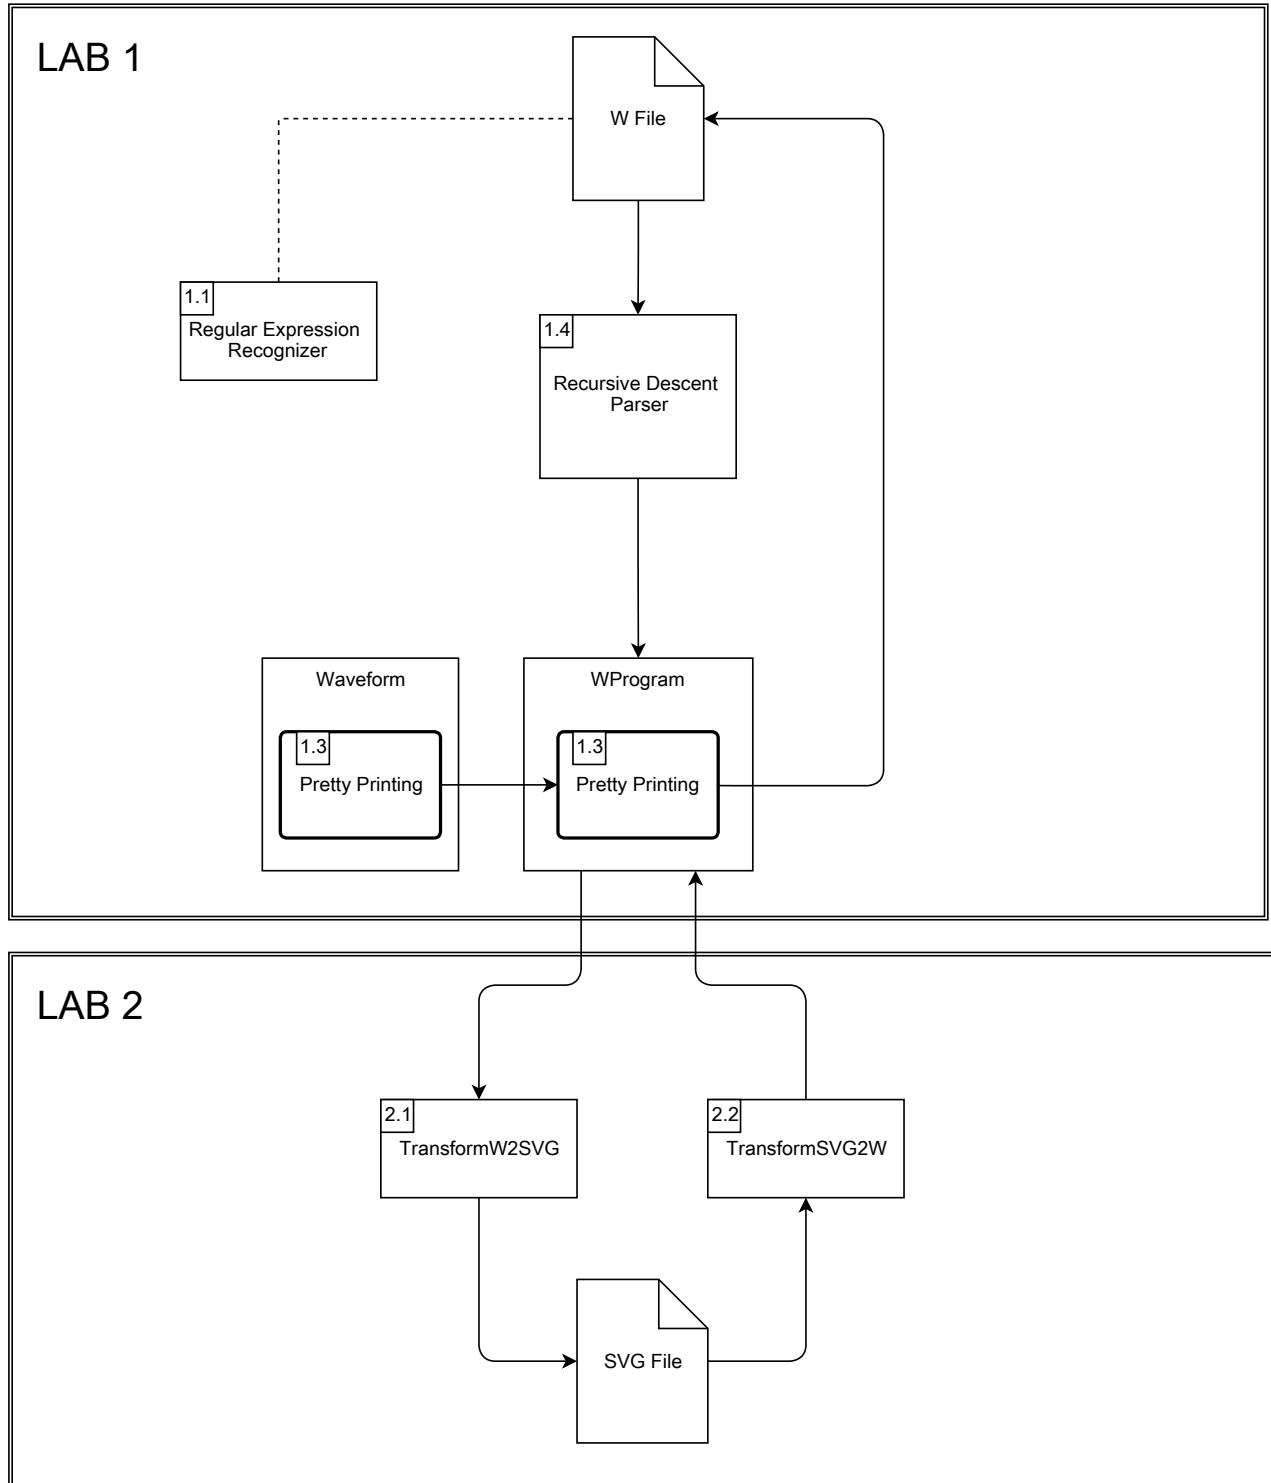 LAB 1
W File
1.1
Regular Expression
Recognizer
1.4
Recursive Descent
Parser
Waveform
1.3
Pretty Printing
WProgram
1.3
Pretty Printing
LAB 2
2.1
TransformW2SVG
2.2
TransformSVG2W
SVG File